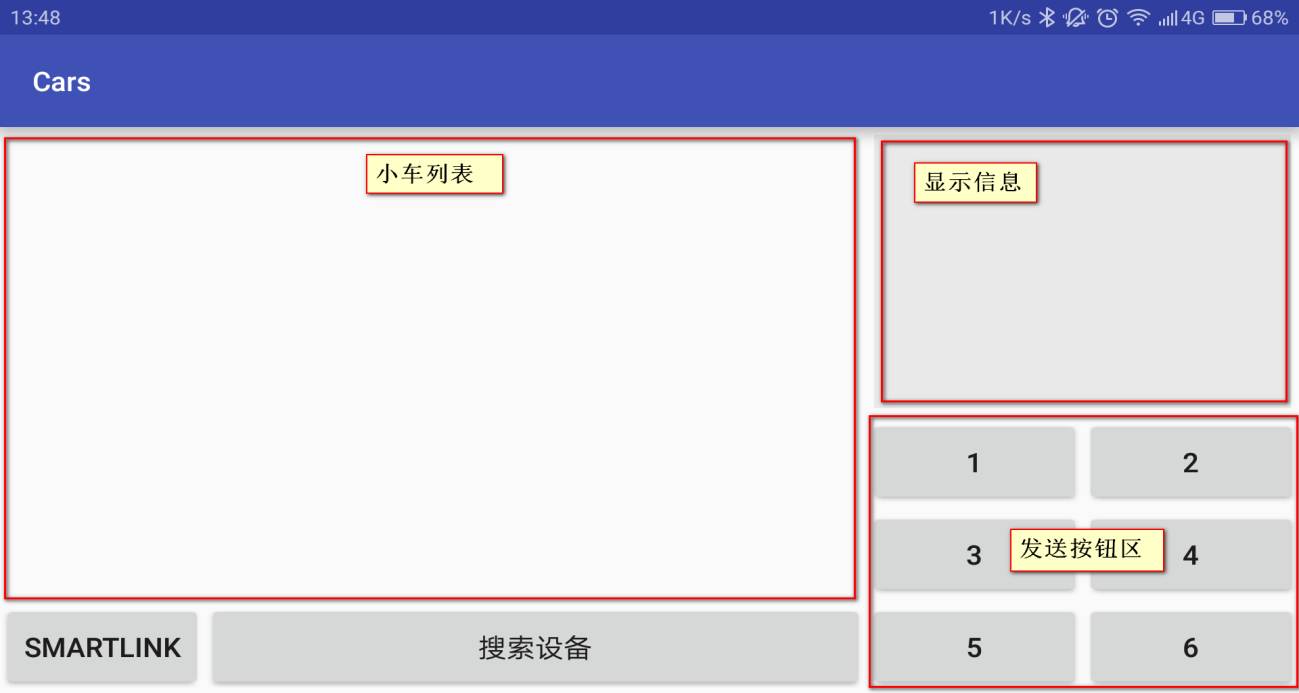 13:48
1K/s 4G 68%
Cars
小车列表
显示信息
1
2
3
发送按钮区
4
SMARTLINK
搜索设备
5
6